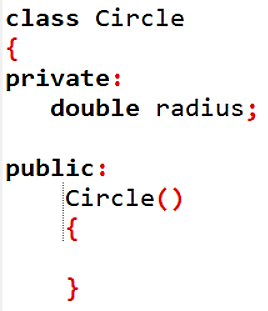 class Circle
{
private:
   double radius;

public:
    Circle()
    {

    }